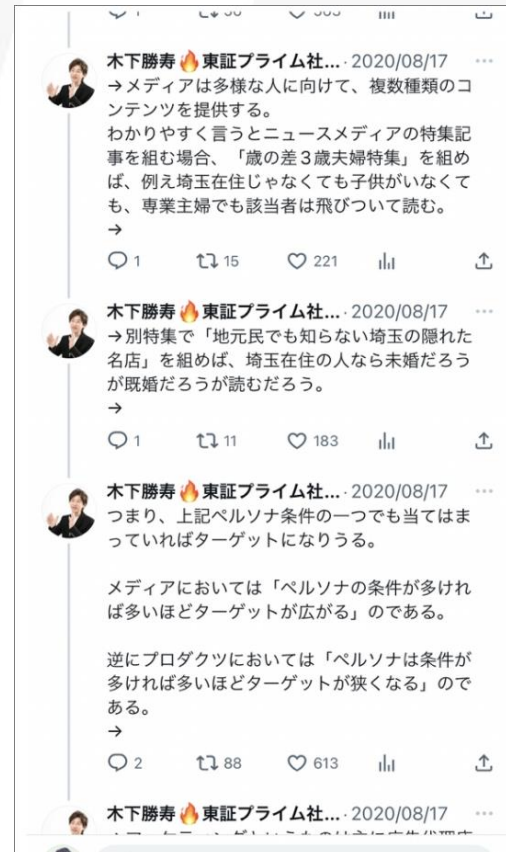 木下勝寿🔥東証プライム社... · 2020/08/17
→メディアは多様な人に向けて、複数種類のコ
ンテンツを提供する。
わかりやすく言うとニュースメディアの特集記
事を組む場合、「歳の差３歳夫婦特集」を組め
ば、例え埼玉在住じゃなくても子供がいなくて
も、専業主婦でも該当者は飛びついて読む。
→
1 15 221
木下勝寿🔥東証プライム社... · 2020/08/17
→別特集で「地元民でも知らない埼玉の隠れた
名店」を組めば、埼玉在住の人なら未婚だろう
が既婚だろうが読むだろう。
→
1 11 183
木下勝寿🔥東証プライム社... · 2020/08/17
つまり、上記ペルソナ条件の一つでも当てはま
っていればターゲットになりうる。
メディアにおいては「ペルソナの条件が多けれ
ば多いほどターゲットが広がる」のである。
逆にプロダクツにおいては「ペルソナは条件が
多ければ多いほどターゲットが狭くなる」ので
ある。
→
2 88 613
木下勝寿🔥東証プライム社... · 2020/08/17